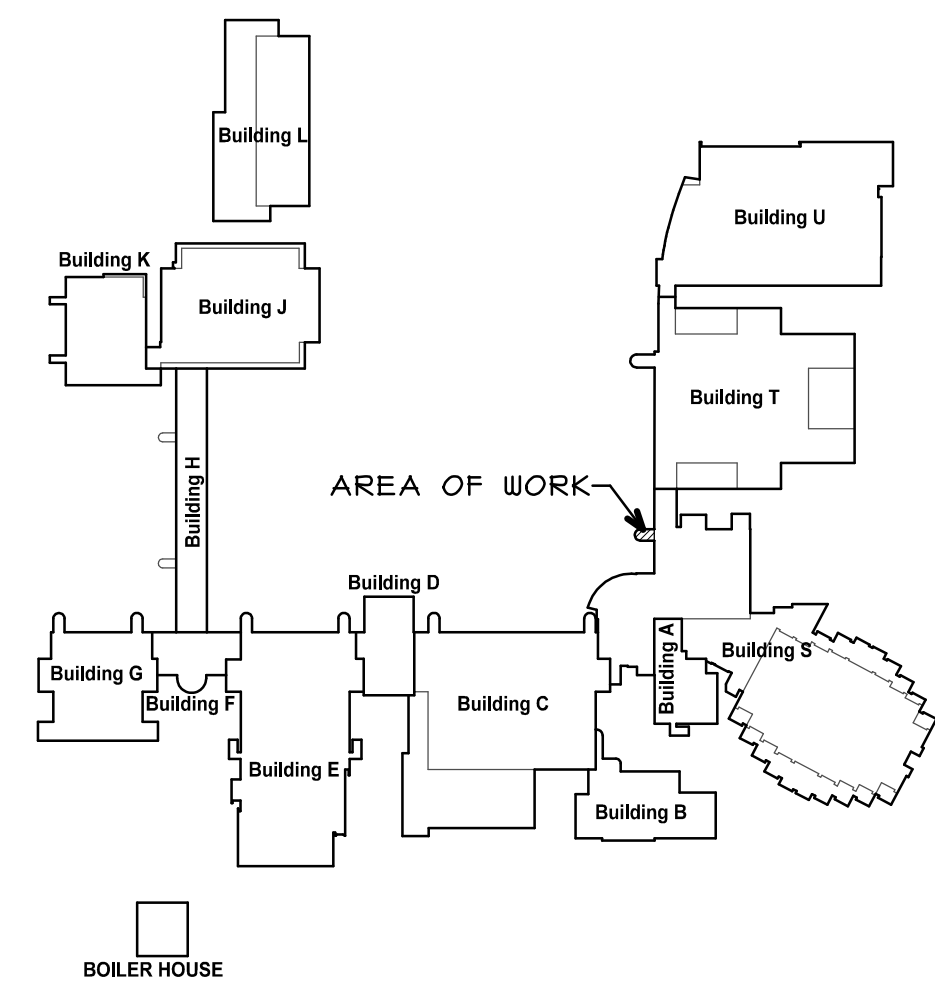 Building L
Building U
Building K
Building J
Building T
Building H
AREA OF WORK
Building D
Building A
Building S
Building G
Building F
Building C
Building E
Building B
BOILER HOUSE